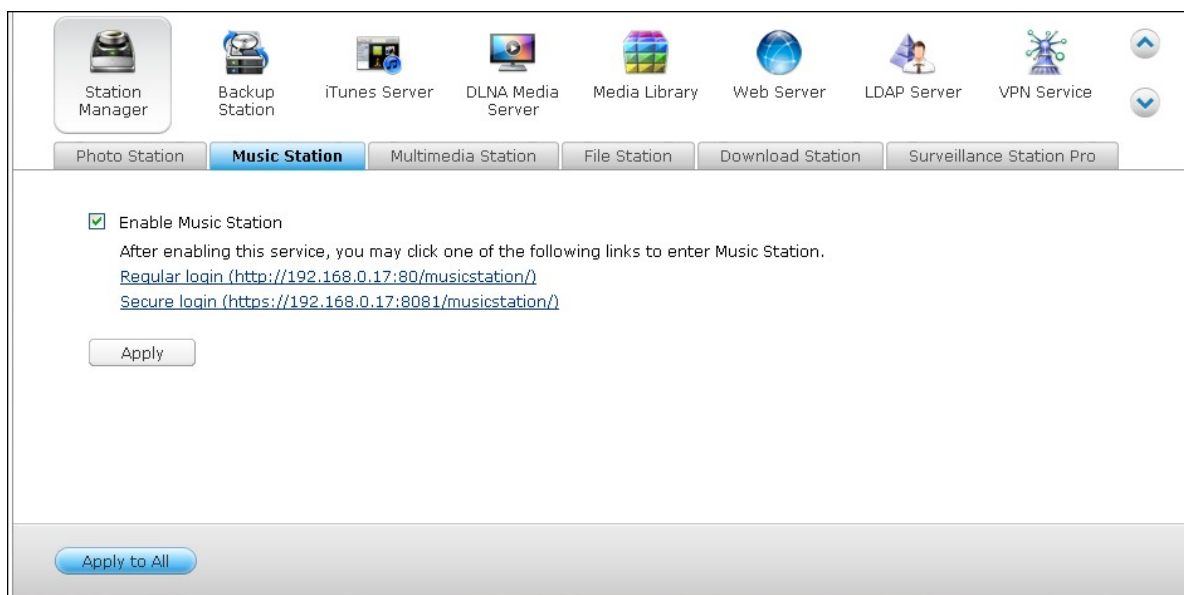 Station
Manager
Backup
Station
iTunes Server
DLNA Media
Server
Media Library
Web Server
LDAP Server
VPN Service
Photo Station
Music Station
Multimedia Station
File Station
Download Station
Surveillance Station Pro
Enable Music Station
After enabling this service, you may click one of the following links to enter Music Station.
Regular login (http://192.168.0.17:80/musicstation/)
Secure login (https://192.168.0.17:8081/musicstation/)
Apply
Apply to All